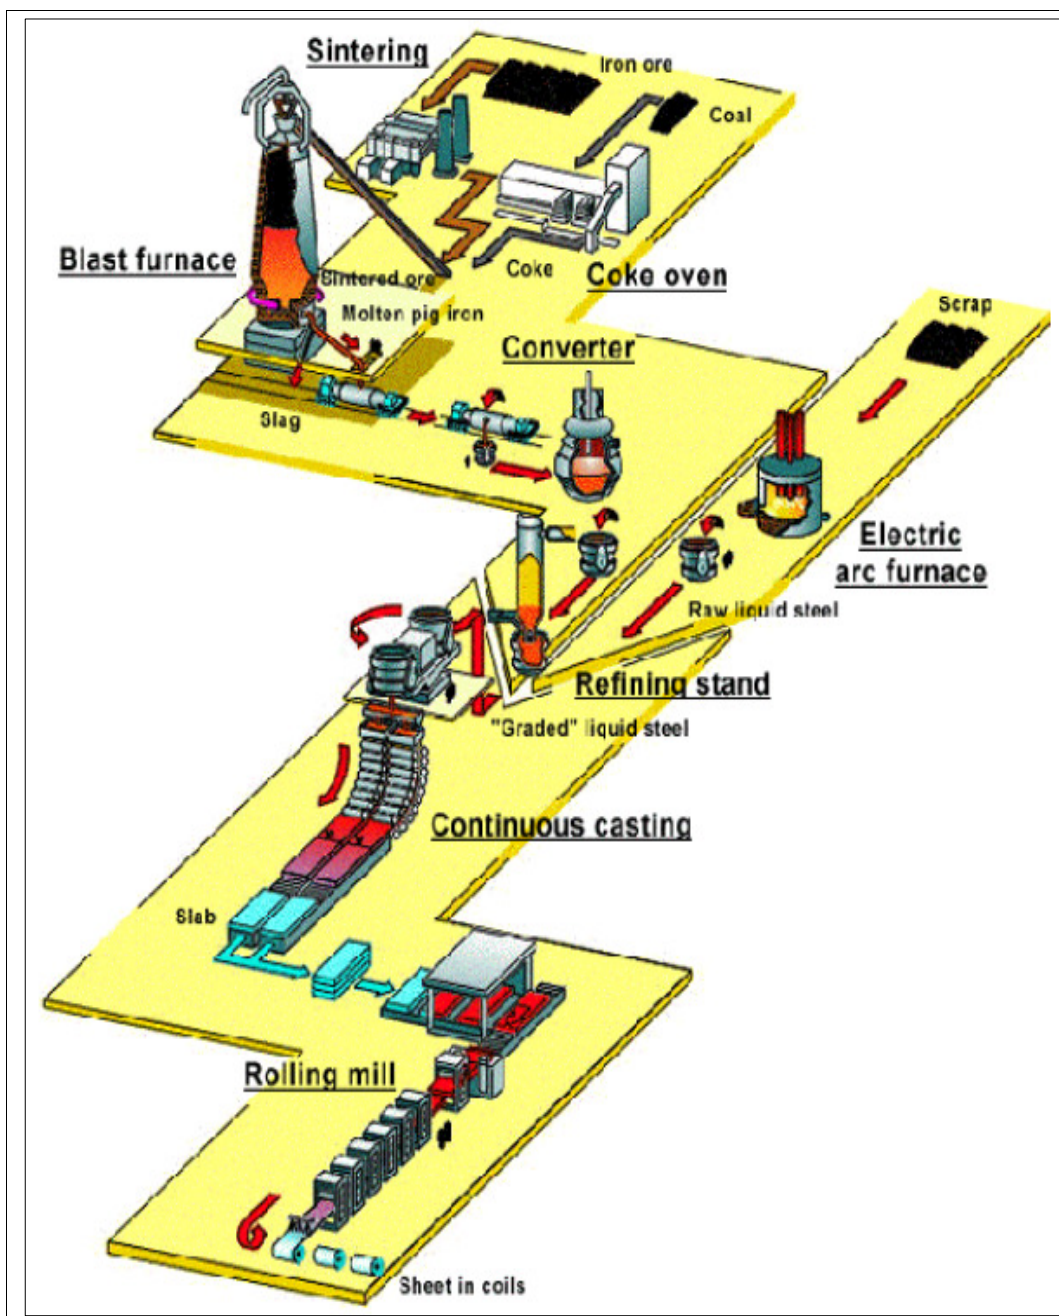 Sintering
Iron ore
Coal
Blast furnace
Sintered ore
Coke
Coke oven
Molten pig iron
Scrap
Converter
Slag
Electric
arc furnace
Raw liquid steel
Refining stand
"Graded" liquid steel
Continuous casting
Slab
Rolling mill
Sheet in coils